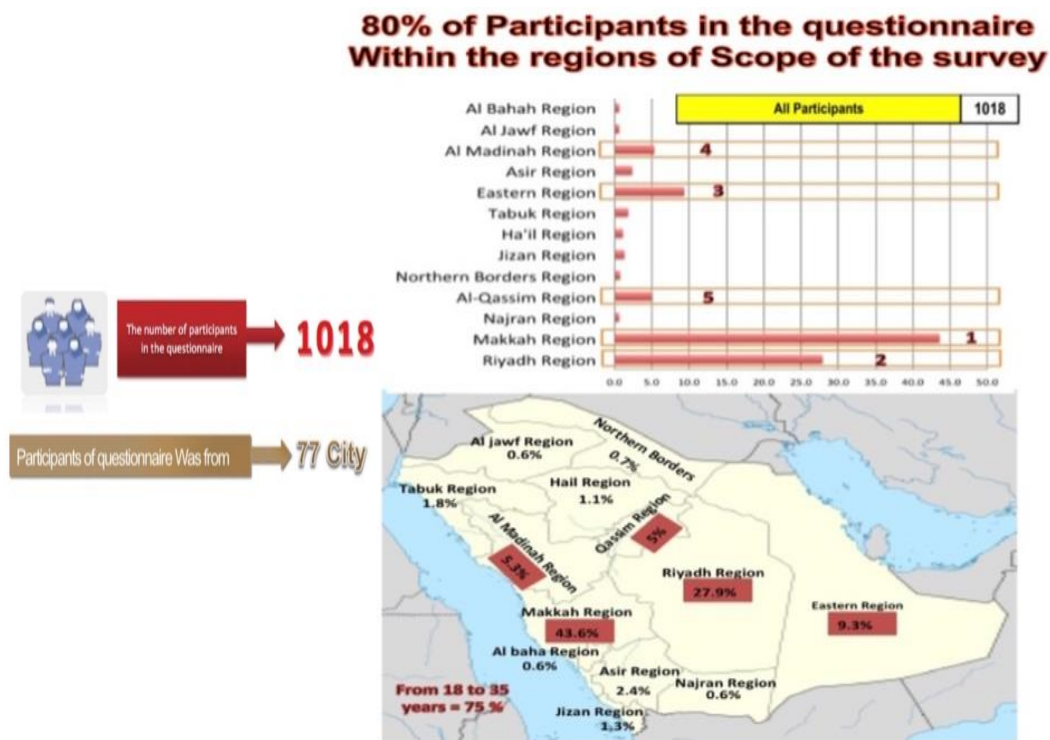 80% of Participants in the questionnaire
Within the regions of Scope of the survey
All Participants 1018
Al Bahah Region
Al Jawf Region
Al Madinah Region 4
Asir Region
Eastern Region 3
Tabuk Region
Ha'il Region
Jizan Region
Northern Borders Region
Al-Qassim Region 5
Najran Region
Makkah Region 1
Riyadh Region 2
0.0 5.0 10.0 15.0 20.0 25.0 30.0 35.0 40.0 45.0 50.0
The number of participants
in the questionnaire
1018
Participants of questionnaire Was from
77 City
Al jawf Region
0.6%
Northern Borders
0.7%
Tabuk Region
1.8%
Hail Region
1.1%
Qassim Region
5%
Al Madinah Region
5.3%
Riyadh Region
27.9%
Eastern Region
9.3%
Makkah Region
43.6%
Al baha Region
0.6%
Asir Region
2.4%
Najran Region
0.6%
Jizan Region
1.3%
From 18 to 35
years = 75 %